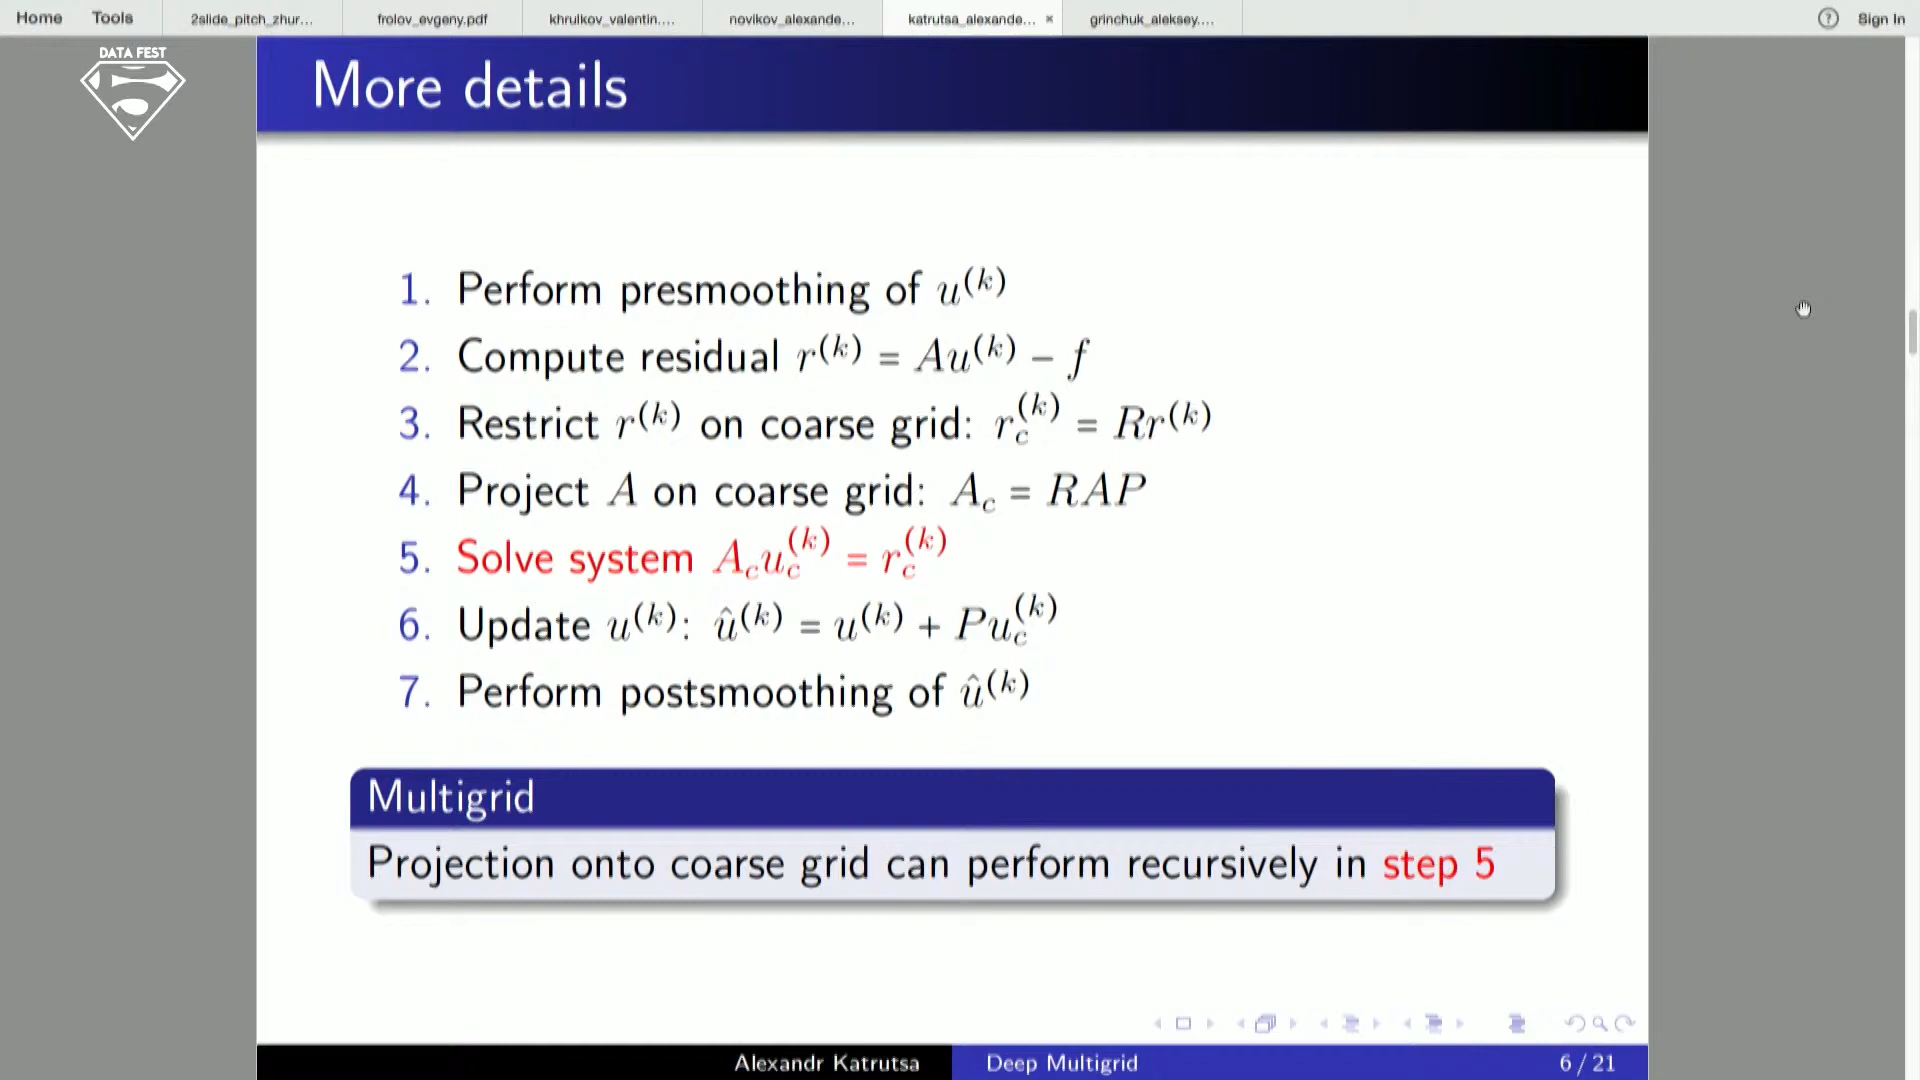 Home Tools 2slide_pitch_zhur... frolov_evgeny.pdf khrulkov_valentin.... novikov_alexande... katrutsa_alexande... × grinchuk_aleksey.... ? Sign In
DATA FEST
More details
1. Perform presmoothing of u^(k)
2. Compute residual r^(k) = Au^(k) − f
3. Restrict r^(k) on coarse grid: r_c^(k) = Rr^(k)
4. Project A on coarse grid: A_c = RAP
5. Solve system A_c u_c^(k) = r_c^(k)
6. Update u^(k): û^(k) = u^(k) + Pu_c^(k)
7. Perform postsmoothing of û^(k)
Multigrid
Projection onto coarse grid can perform recursively in step 5
Alexandr Katrutsa Deep Multigrid 6 / 21